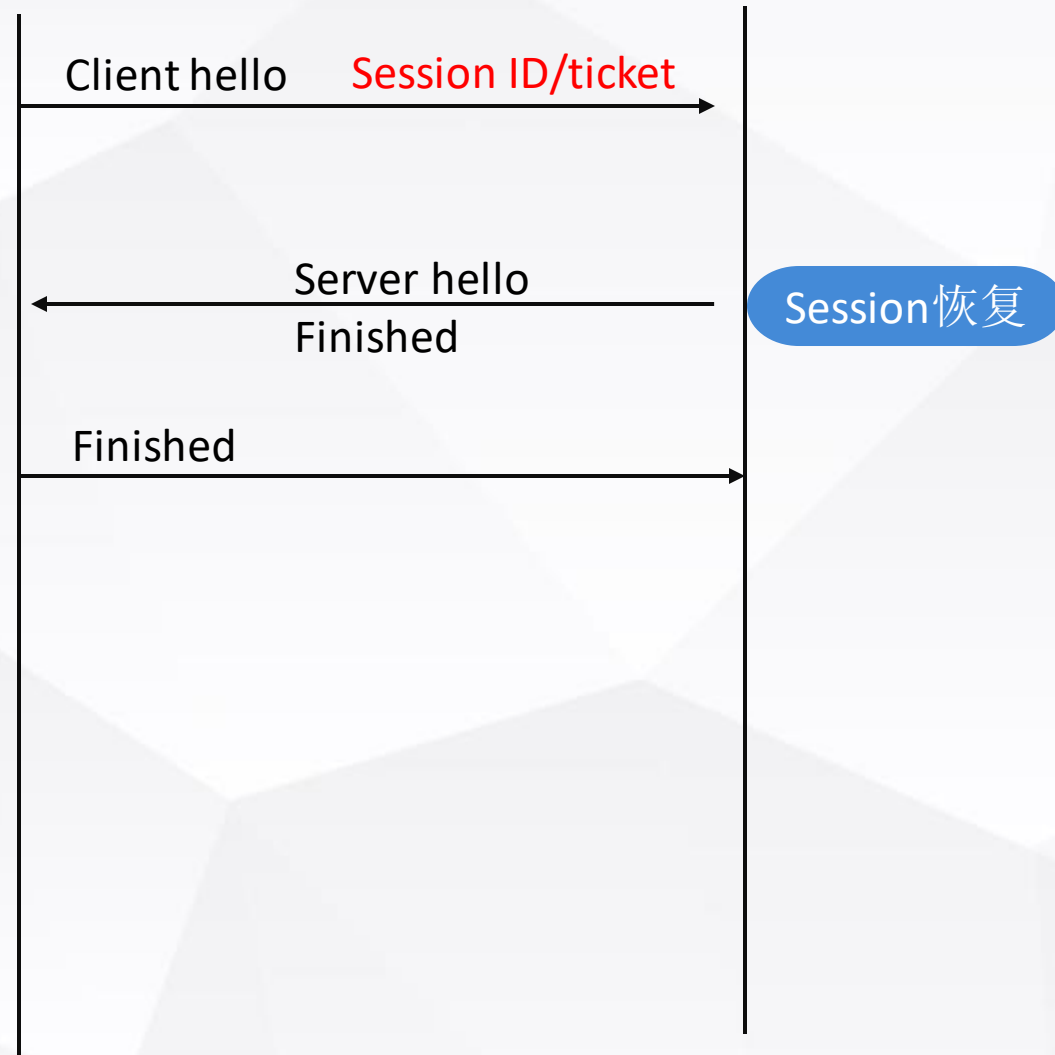 Client hello Session ID/ticket
Server hello
Session恢复
Finished
Finished